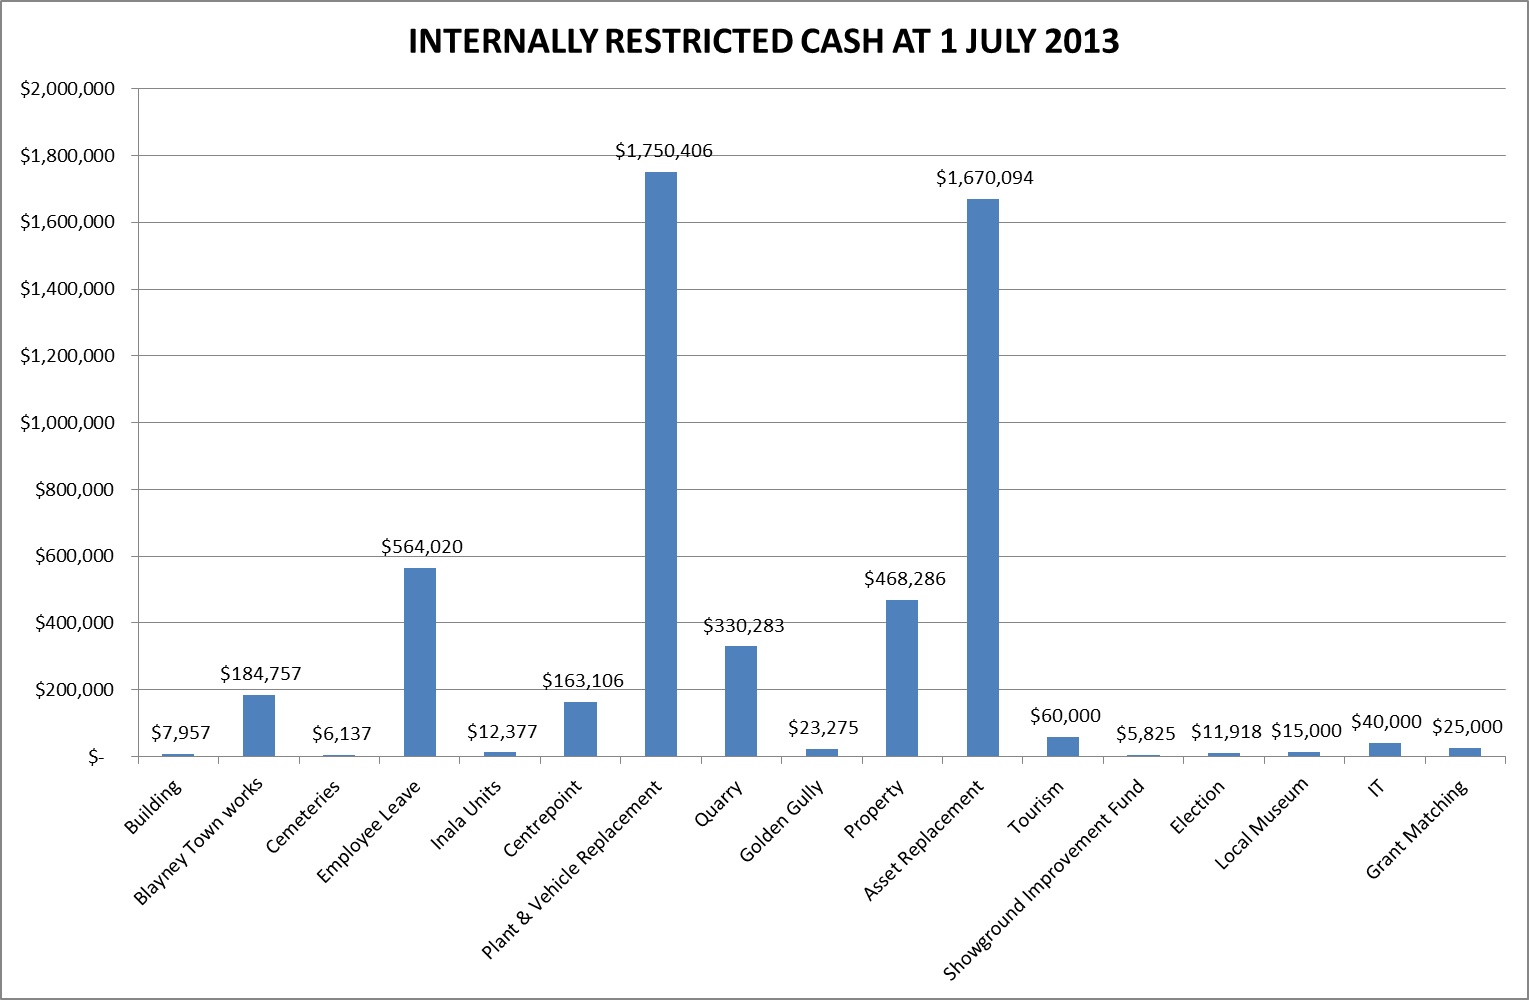 INTERNALLY RESTRICTED CASH AT 1 JULY 2013
$2,000,000
$1,800,000
$1,600,000
$1,400,000
$1,200,000
$1,000,000
$800,000
$600,000
$400,000
$200,000
$-
$7,957
$184,757
$6,137
$564,020
$12,377
$163,106
$1,750,406
$330,283
$23,275
$468,286
$1,670,094
$60,000
$5,825
$11,918
$15,000
$40,000
$25,000
Building
Blayney Town works
Cemeteries
Employee Leave
Inala Units
Centrepoint
Plant & Vehicle Replacement
Quarry
Golden Gully
Property
Asset Replacement
Tourism
Showground Improvement Fund
Election
Local Museum
IT
Grant Matching